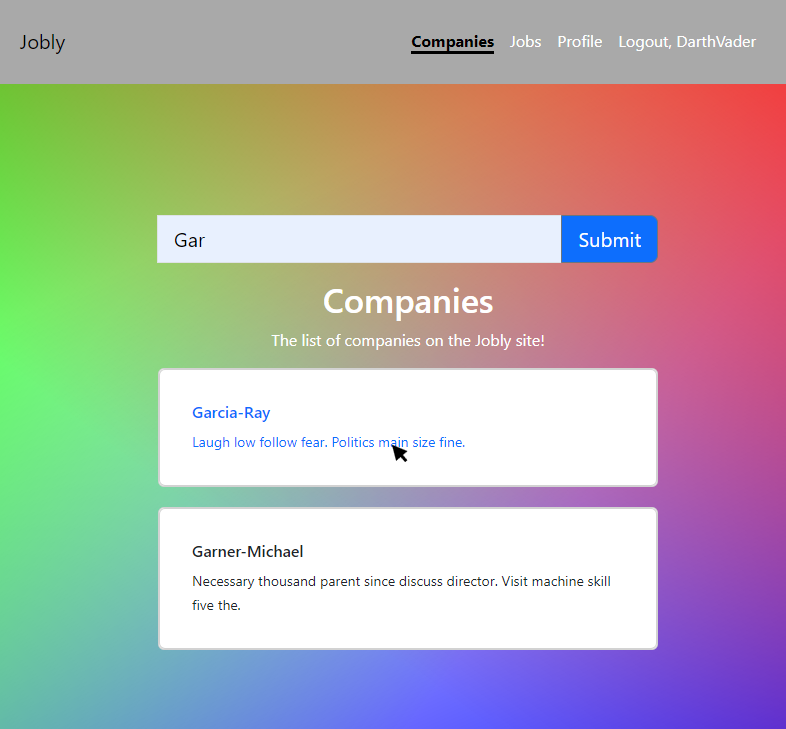 Jobly
Companies Jobs Profile Logout, DarthVader
Gar
Submit
Companies
The list of companies on the Jobly site!
Garcia-Ray
Laugh low follow fear. Politics main size fine.
Garner-Michael
Necessary thousand parent since discuss director. Visit machine skill
five the.